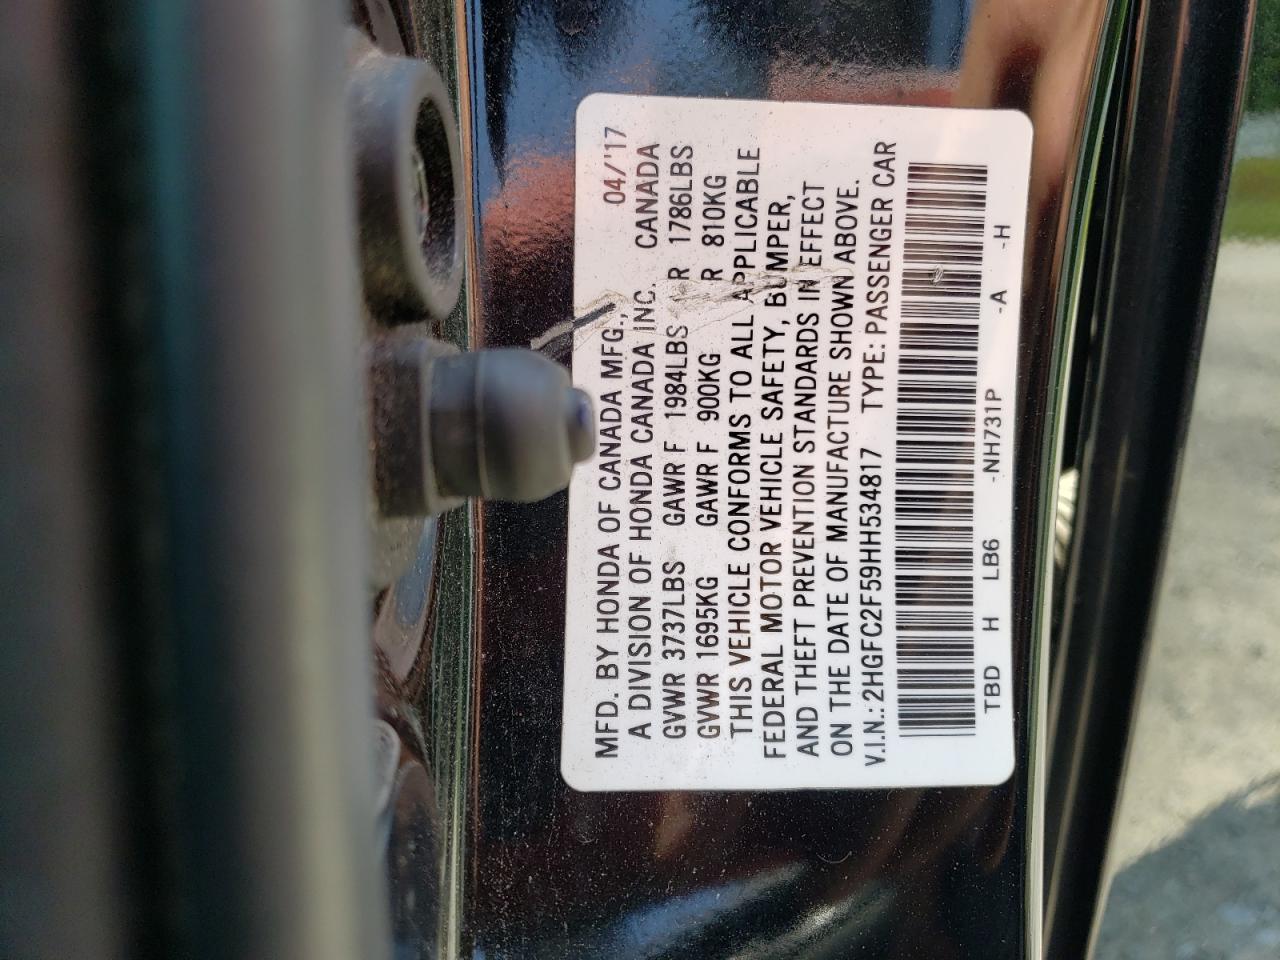 04/'17
MFD. BY HONDA OF CANADA MFG.,
A DIVISION OF HONDA CANADA INC. CANADA
GVWR 3737LBS GAWR F 1984LBS R 1786LBS
GVWR 1695KG GAWR F 900KG R 810KG
THIS VEHICLE CONFORMS TO ALL APPLICABLE
FEDERAL MOTOR VEHICLE SAFETY, BUMPER,
AND THEFT PREVENTION STANDARDS IN EFFECT
ON THE DATE OF MANUFACTURE SHOWN ABOVE.
V.I.N.: 2HGFC2F59HH534817 TYPE: PASSENGER CAR
TBD H LB6 -NH731P -A -H